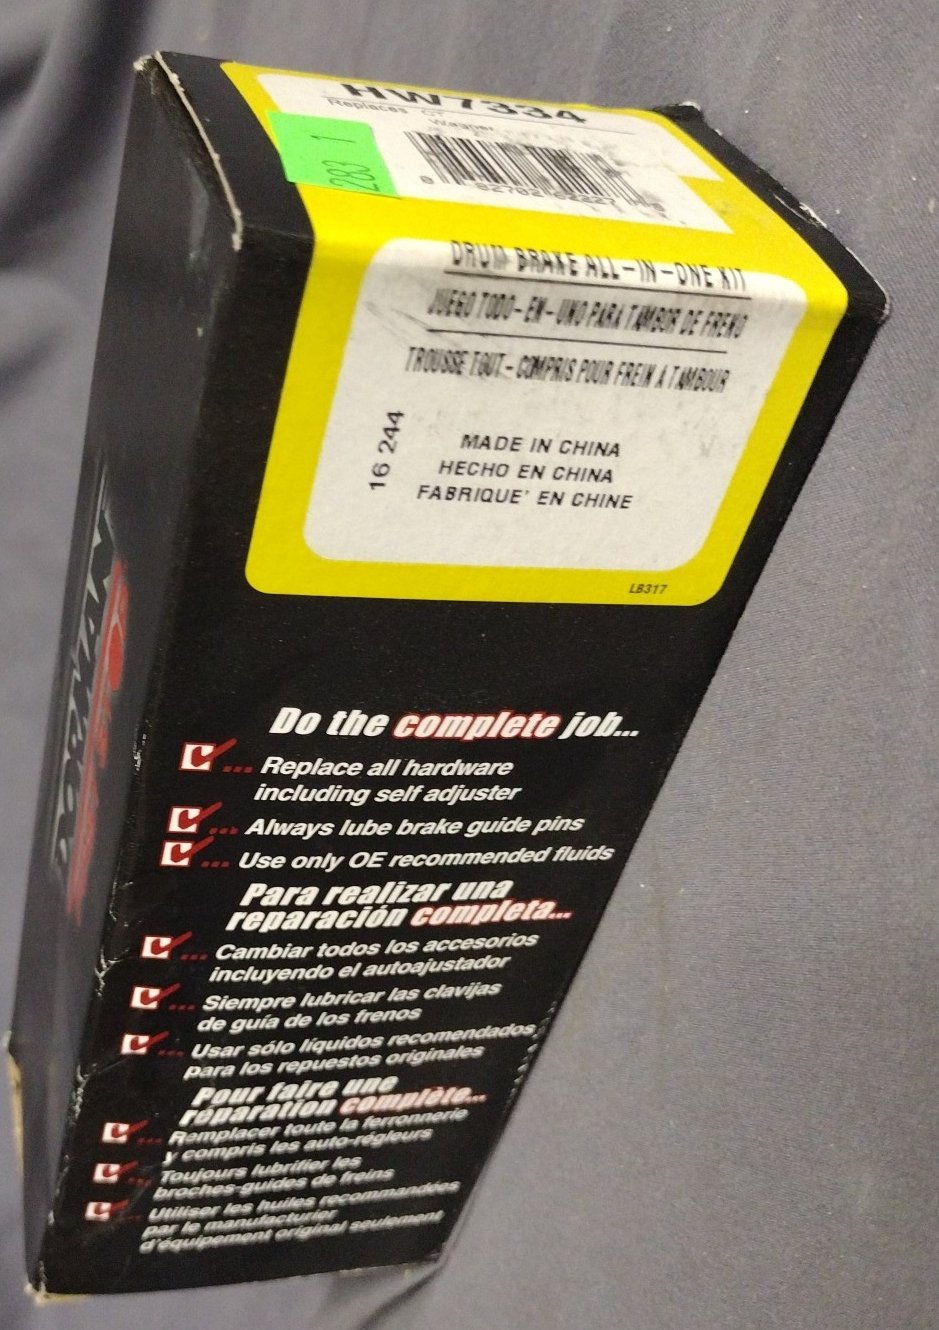 HW7334
Replaces
Wagner
283 1
DRUM BRAKE ALL-IN-ONE KIT
JUEGO TODO-EN-UNO PARA TAMBOR DE FRENO
TROUSSE TOUT-COMPRIS POUR FREIN A TAMBOUR
16 244
MADE IN CHINA
HECHO EN CHINA
FABRIQUE' EN CHINE
LB317
DORMAN
Do the complete job...
... Replace all hardware
including self adjuster
... Always lube brake guide pins
... Use only OE recommended fluids
Para realizar una
reparación completa...
... Cambiar todos los accesorios
incluyendo el autoajustador
... Siempre lubricar las clavijas
de guía de los frenos
... Usar sólo líquidos recomendados
para los repuestos originales
Pour faire une
réparation complète...
... Remplacer toute la ferronnerie
y compris les auto-régleurs
... Toujours lubrifier les
broches-guides de freins
... Utiliser les huiles recommandées
par le manufacturier
d'équipement original seulement